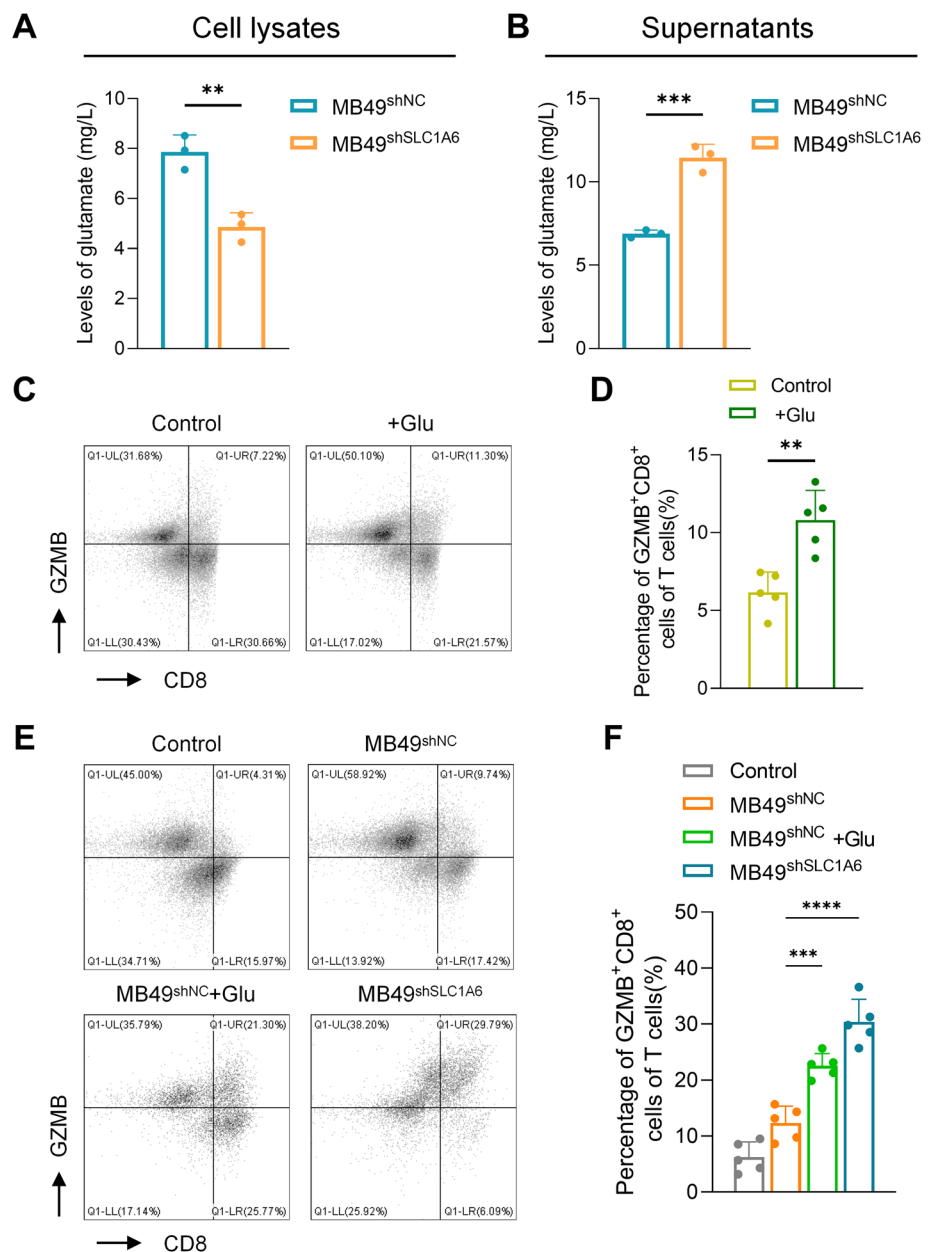 A
Cell lysates
Levels of glutamate (mg/L)
10
8
6
4
2
0
**
MB49shNC
MB49shSLC1A6
B
Supernatants
Levels of glutamate (mg/L)
15
10
5
0
***
MB49shNC
MB49shSLC1A6
C
Control
+Glu
Q1-UL(31.68%)
Q1-UR(7.22%)
Q1-LL(30.43%)
Q1-LR(30.66%)
Q1-UL(50.10%)
Q1-UR(11.30%)
Q1-LL(17.02%)
Q1-LR(21.57%)
GZMB
CD8
D
Control
+Glu
Percentage of GZMB+CD8+
cells of T cells(%)
15
10
5
0
**
E
Control
MB49shNC
Q1-UL(45.00%)
Q1-UR(4.31%)
Q1-LL(34.71%)
Q1-LR(15.97%)
Q1-UL(58.92%)
Q1-UR(9.74%)
Q1-LL(13.92%)
Q1-LR(17.42%)
MB49shNC+Glu
MB49shSLC1A6
Q1-UL(35.79%)
Q1-UR(21.30%)
Q1-LL(17.14%)
Q1-LR(25.77%)
Q1-UL(38.20%)
Q1-UR(29.79%)
Q1-LL(25.92%)
Q1-LR(6.09%)
GZMB
CD8
F
Control
MB49shNC
MB49shNC +Glu
MB49shSLC1A6
Percentage of GZMB+CD8+
cells of T cells(%)
50
40
30
20
10
0
****
***